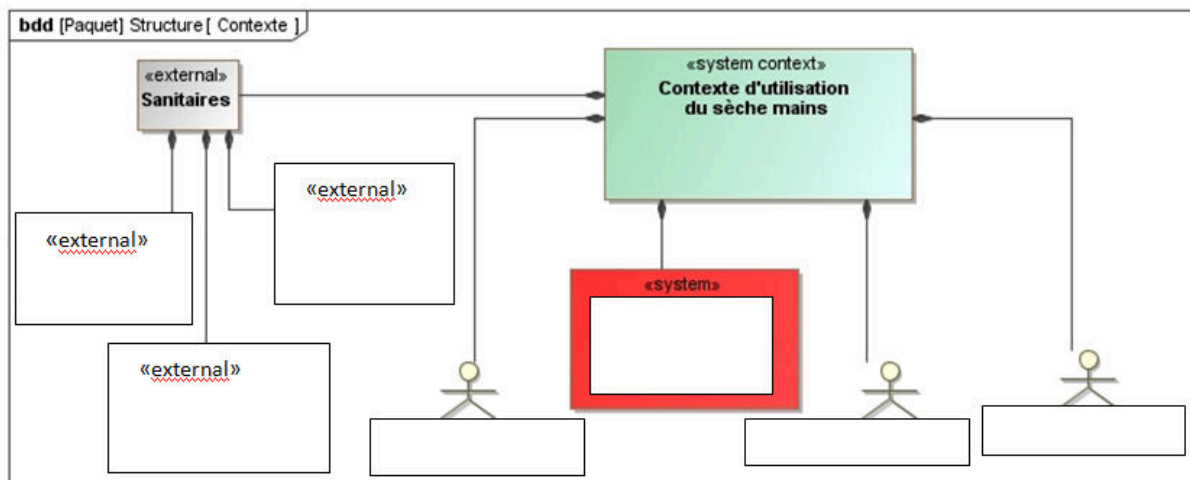 bdd [Paquet] Structure [ Contexte ]
«external»
Sanitaires
«system context»
Contexte d'utilisation
du sèche mains
«external»
«external»
«external»
«system»